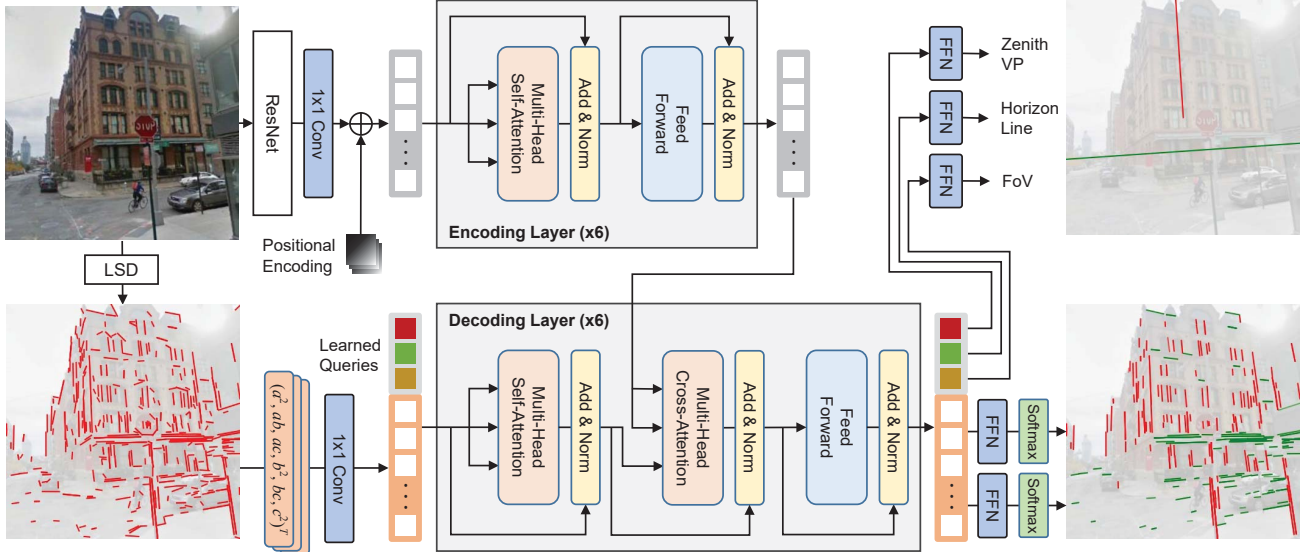 ResNet
1x1 Conv
Positional
Encoding
Multi-Head
Self-Attention
Add & Norm
Feed
Forward
Add & Norm
Encoding Layer (x6)
FFN
Zenith
VP
FFN
Horizon
Line
FFN
FoV
LSD
Learned
Queries
(a², ab, ac, b², bc, c²)ᵀ
1x1 Conv
Decoding Layer (x6)
Multi-Head
Self-Attention
Add & Norm
Multi-Head
Cross-Attention
Add & Norm
Feed
Forward
Add & Norm
FFN
Softmax
FFN
Softmax